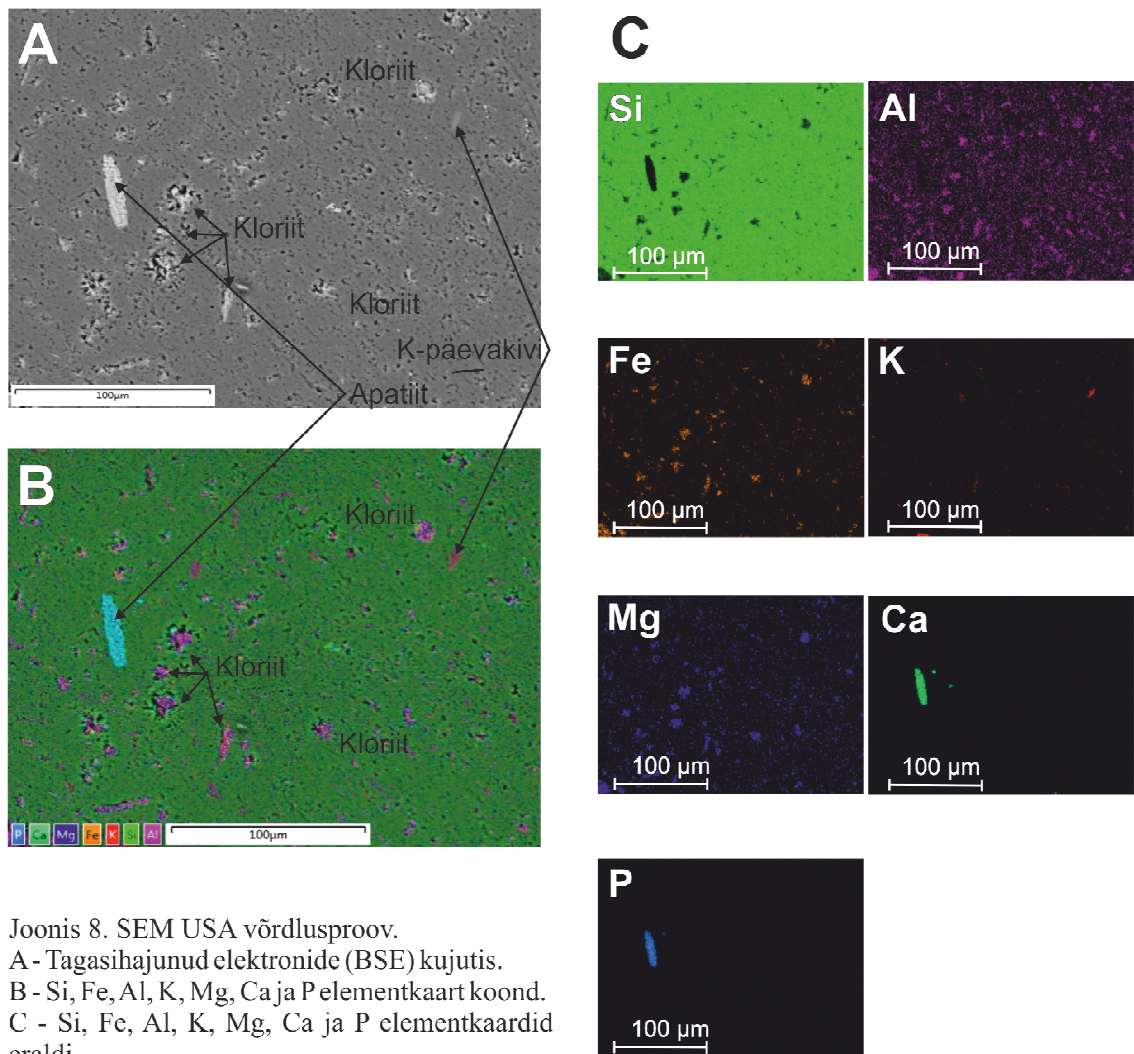 A
Kloriit
Kloriit
Kloriit
K-päevakivi
Apatiit
100µm
B
Kloriit
Kloriit
Kloriit
P Ca Mg Fe K Si Al
100µm
C
Si
100 µm
Al
100 µm
Fe
100 µm
K
100 µm
Mg
100 µm
Ca
100 µm
P
100 µm
Joonis 8. SEM USA võrdlusproov.
A - Tagasihajunud elektronide (BSE) kujutis.
B - Si, Fe, Al, K, Mg, Ca ja P elementkaart koond.
C - Si, Fe, Al, K, Mg, Ca ja P elementkaardid
eraldi